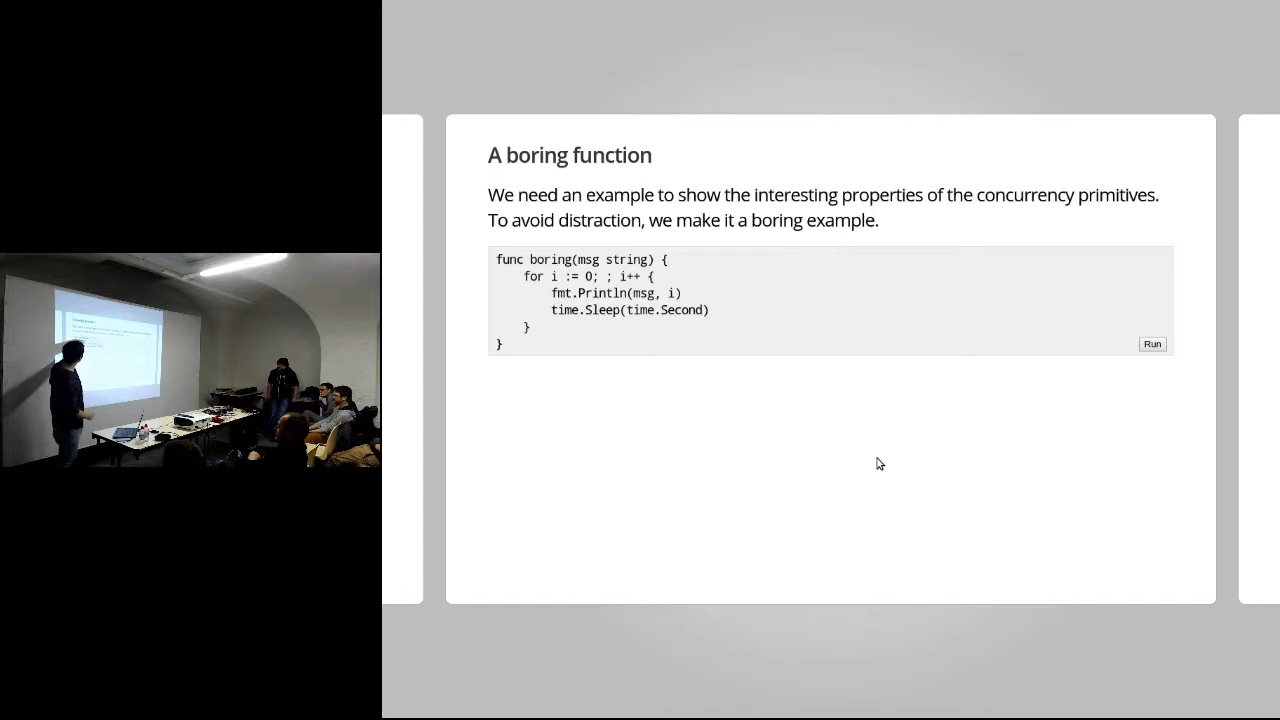 A boring function
We need an example to show the interesting properties of the concurrency primitives.
To avoid distraction, we make it a boring example.
func boring(msg string) {
    for i := 0; ; i++ {
        fmt.Println(msg, i)
        time.Sleep(time.Second)
    }
}
Run